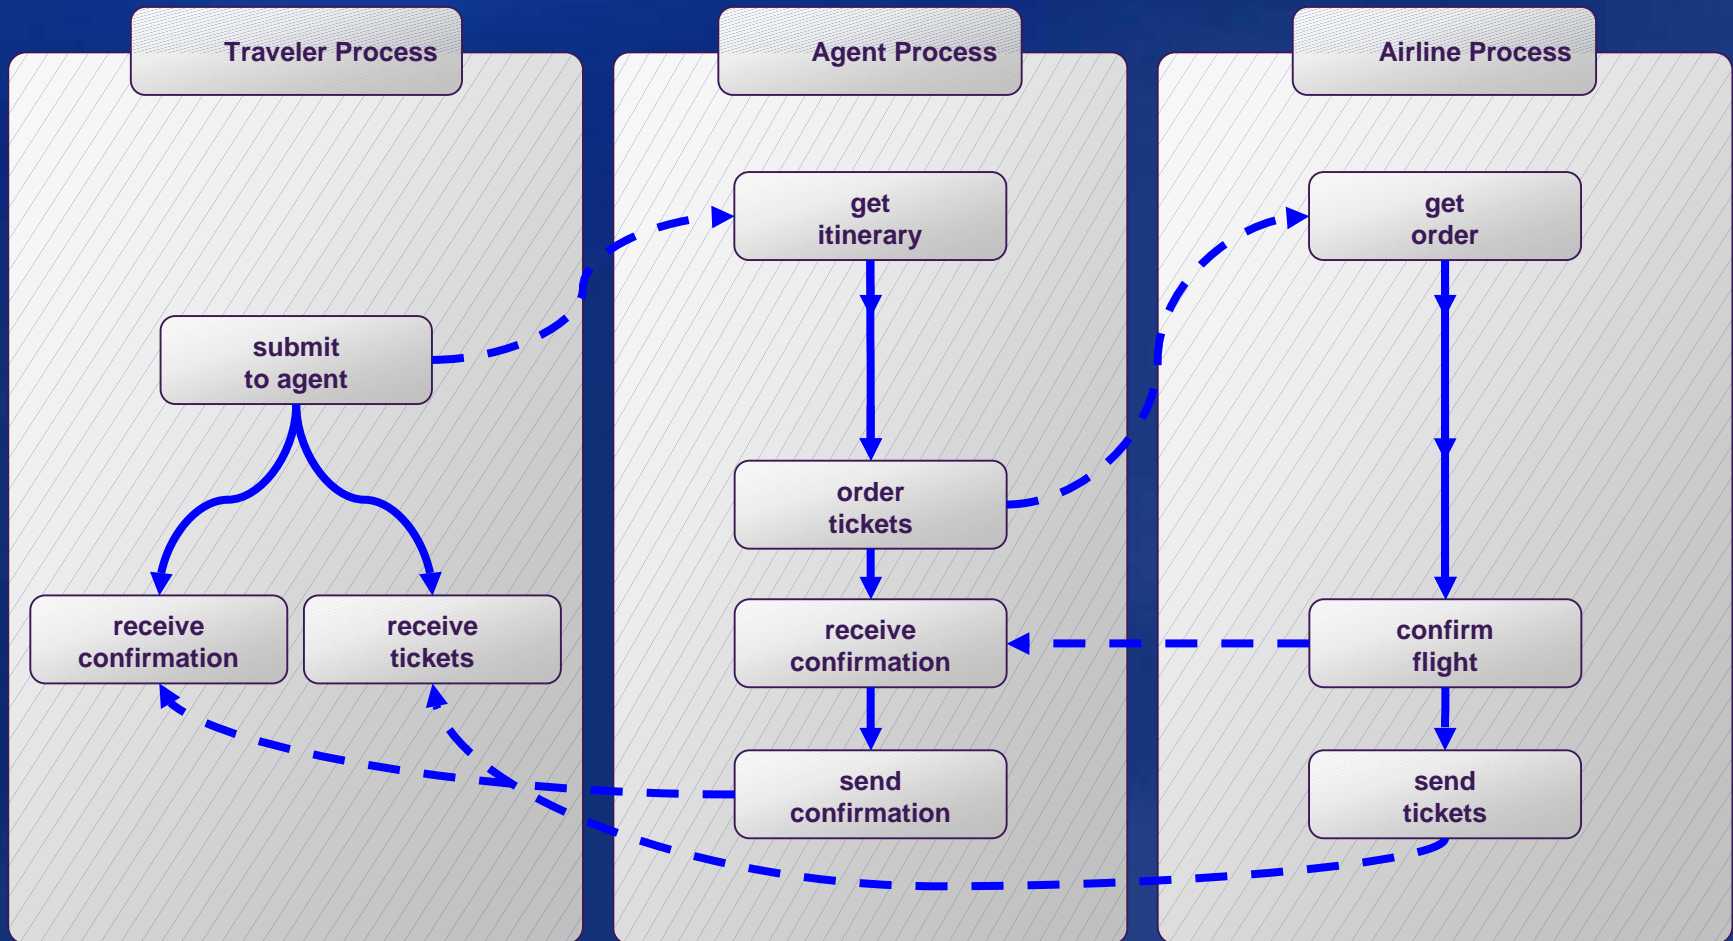 Traveler Process
submit
to agent
receive
confirmation
receive
tickets
Agent Process
get
itinerary
order
tickets
receive
confirmation
send
confirmation
Airline Process
get
order
confirm
flight
send
tickets